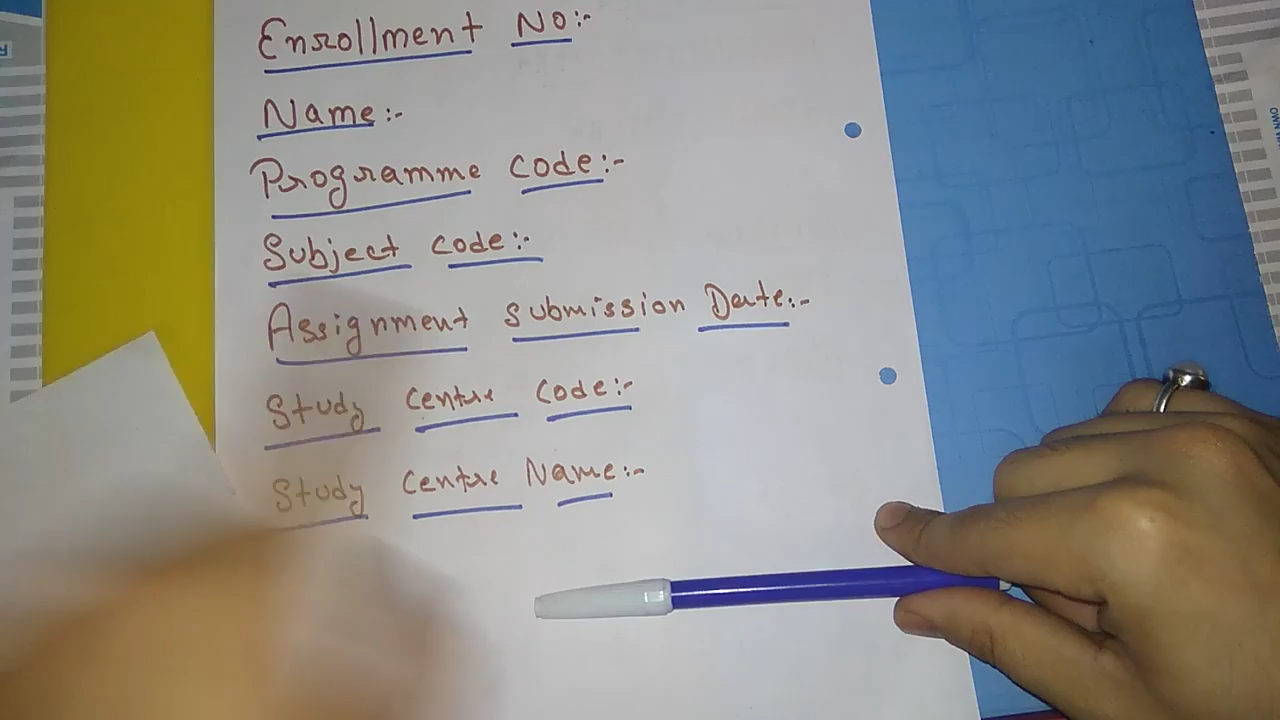 Enrollment No:-
Name:-
Programme code:-
Subject code:-
Assignment submission Date:-
Study centre code:-
Study centre Name:-